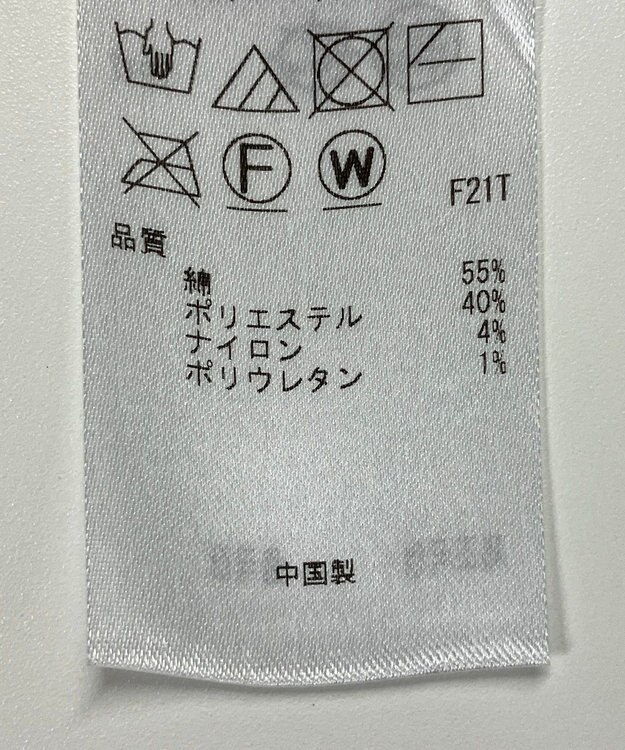 F W
F21T
品質
綿 55%
ポリエステル 40%
ナイロン 4%
ポリウレタン 1%
中国製